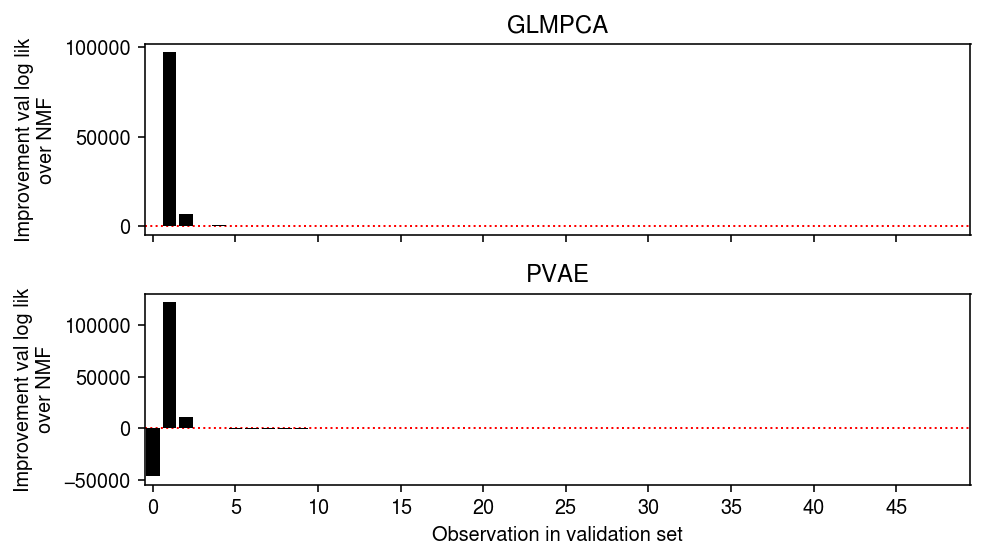 GLMPCA
Improvement val log lik
over NMF
100000
50000
0
PVAE
Improvement val log lik
over NMF
100000
50000
0
−50000
0 5 10 15 20 25 30 35 40 45
Observation in validation set